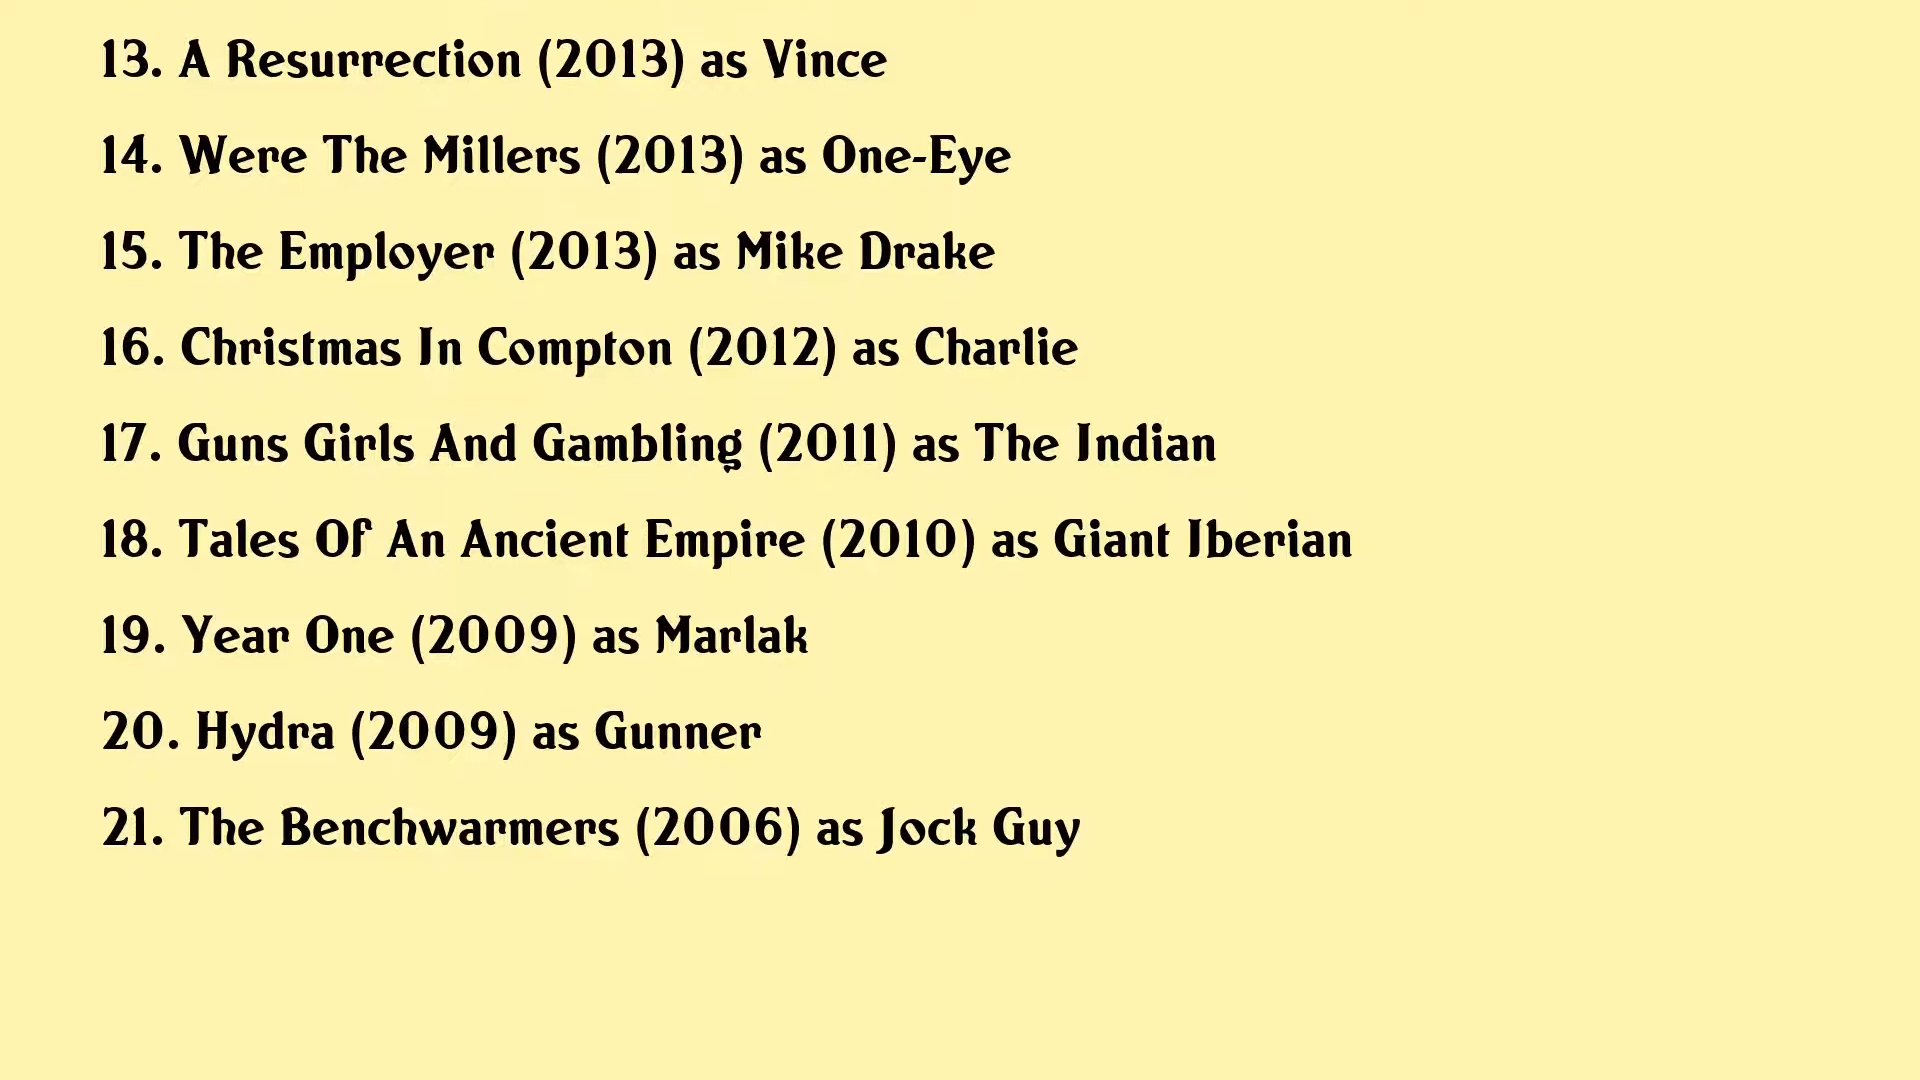 13. A Resurrection (2013) as Vince
14. Were The Millers (2013) as One-Eye
15. The Employer (2013) as Mike Drake
16. Christmas In Compton (2012) as Charlie
17. Guns Girls And Gambling (2011) as The Indian
18. Tales Of An Ancient Empire (2010) as Giant Iberian
19. Year One (2009) as Marlak
20. Hydra (2009) as Gunner
21. The Benchwarmers (2006) as Jock Guy